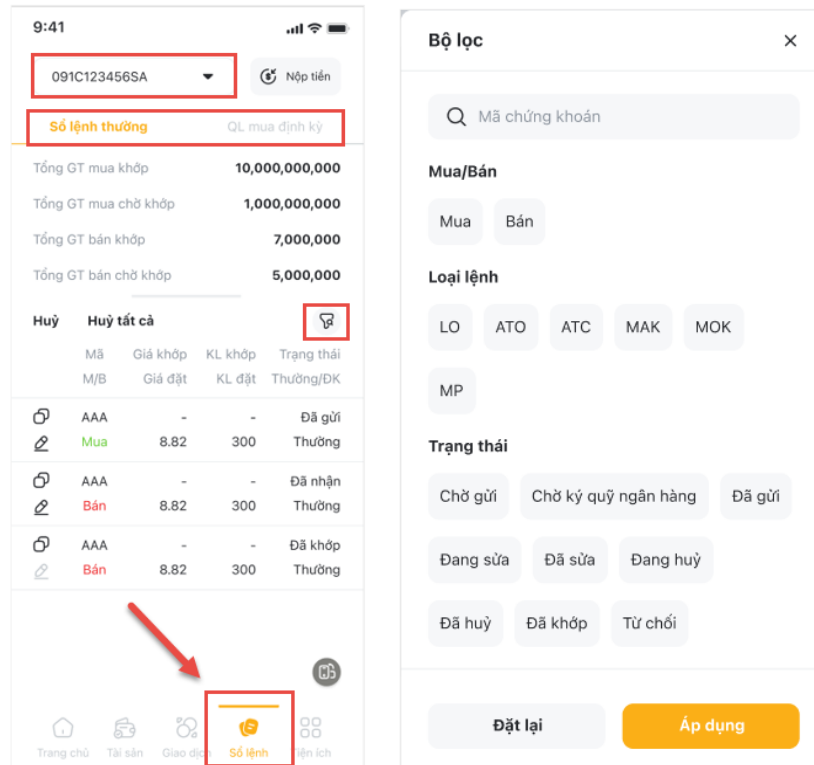 9:41
091C123456SA
Nộp tiền
Sổ lệnh thường
QL mua định kỳ
Tổng GT mua khớp 10,000,000,000
Tổng GT mua chờ khớp 1,000,000,000
Tổng GT bán khớp 7,000,000
Tổng GT bán chờ khớp 5,000,000
Huỷ Huỷ tất cả
Mã Giá khớp KL khớp Trạng thái
M/B Giá đặt KL đặt Thường/ĐK
AAA - - Đã gửi
Mua 8.82 300 Thường
AAA - - Đã nhận
Bán 8.82 300 Thường
AAA - - Đã khớp
Bán 8.82 300 Thường
Trang chủ Tài sản Giao dịch Sổ lệnh Tiện ích
Bộ lọc
Mã chứng khoán
Mua/Bán
Mua Bán
Loại lệnh
LO ATO ATC MAK MOK
MP
Trạng thái
Chờ gửi Chờ ký quỹ ngân hàng Đã gửi
Đang sửa Đã sửa Đang huỷ
Đã huỷ Đã khớp Từ chối
Đặt lại Áp dụng